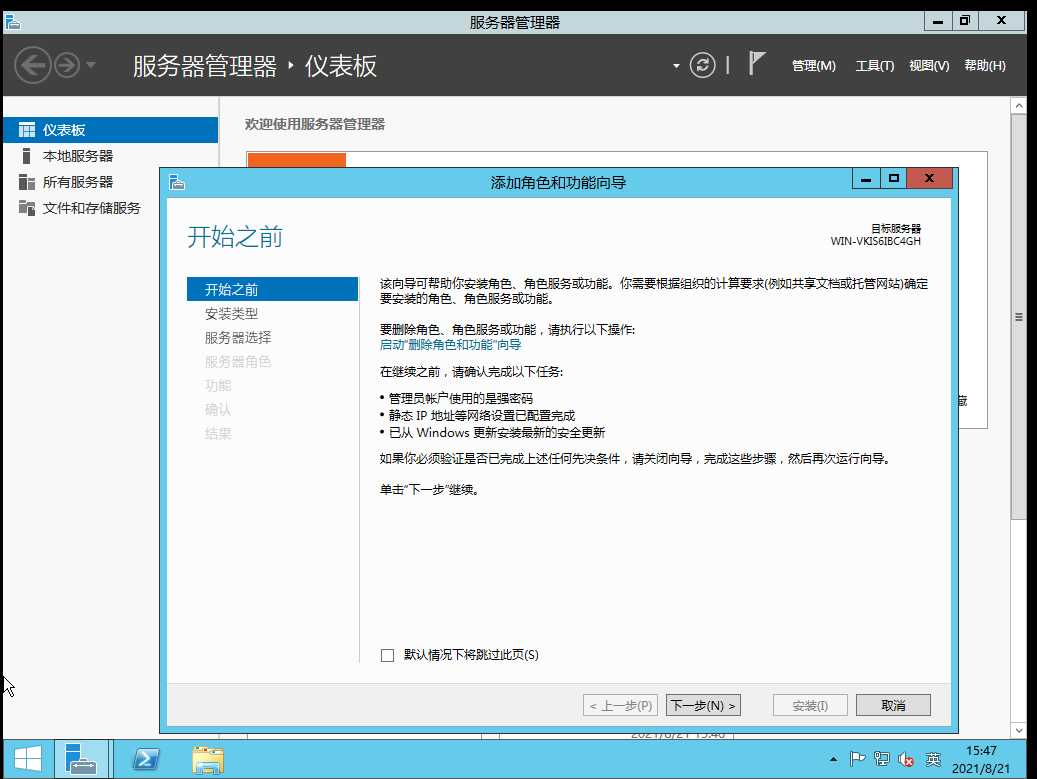 服务器管理器
服务器管理器 · 仪表板
管理(M) 工具(T) 视图(V) 帮助(H)
仪表板
本地服务器
所有服务器
文件和存储服务
欢迎使用服务器管理器
添加角色和功能向导
开始之前
目标服务器
WIN-VKIS6IBC4GH
开始之前
安装类型
服务器选择
服务器角色
功能
确认
结果
该向导可帮助你安装角色、角色服务或功能。你需要根据组织的计算要求(例如共享文档或托管网站)确定
要安装的角色、角色服务或功能。
要删除角色、角色服务或功能，请执行以下操作:
启动"删除角色和功能"向导
在继续之前，请确认完成以下任务:
• 管理员帐户使用的是强密码
• 静态 IP 地址等网络设置已配置完成
• 已从 Windows 更新安装最新的安全更新
如果你必须验证是否已完成上述任何先决条件，请关闭向导，完成这些步骤，然后再次运行向导。
单击"下一步"继续。
默认情况下将跳过此页(S)
< 上一步(P) 下一步(N) > 安装(I) 取消
英
15:47
2021/8/21